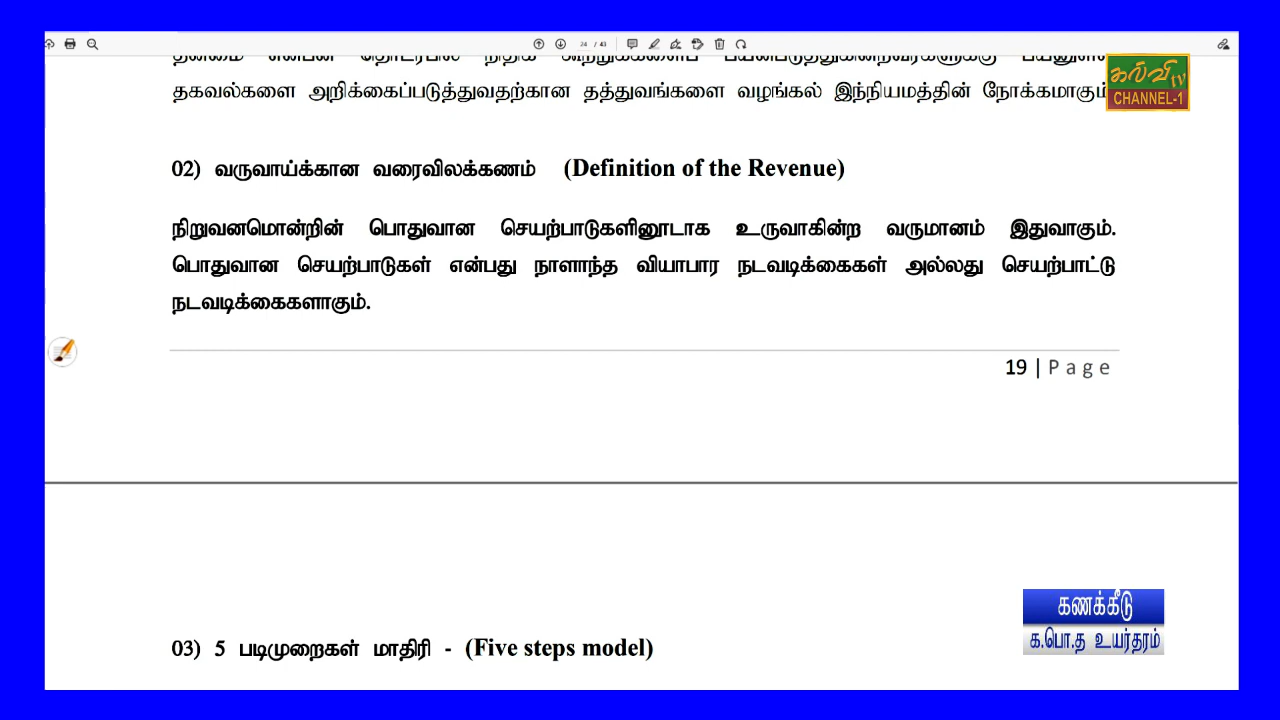 24 / 43
தகவல்களை அறிக்கைப்படுத்துவதற்கான தத்துவங்களை வழங்கல் இந்நியமத்தின் நோக்கமாகும்
கல்வி TV
CHANNEL-1
02) வருவாய்க்கான வரைவிலக்கணம் (Definition of the Revenue)
நிறுவனமொன்றின் பொதுவான செயற்பாடுகளினூடாக உருவாகின்ற வருமானம் இதுவாகும்.
பொதுவான செயற்பாடுகள் என்பது நாளாந்த வியாபார நடவடிக்கைகள் அல்லது செயற்பாட்டு
நடவடிக்கைகளாகும்.
19 | Page
கணக்கீடு
க.பொ.த உயர்தரம்
03) 5 படிமுறைகள் மாதிரி - (Five steps model)